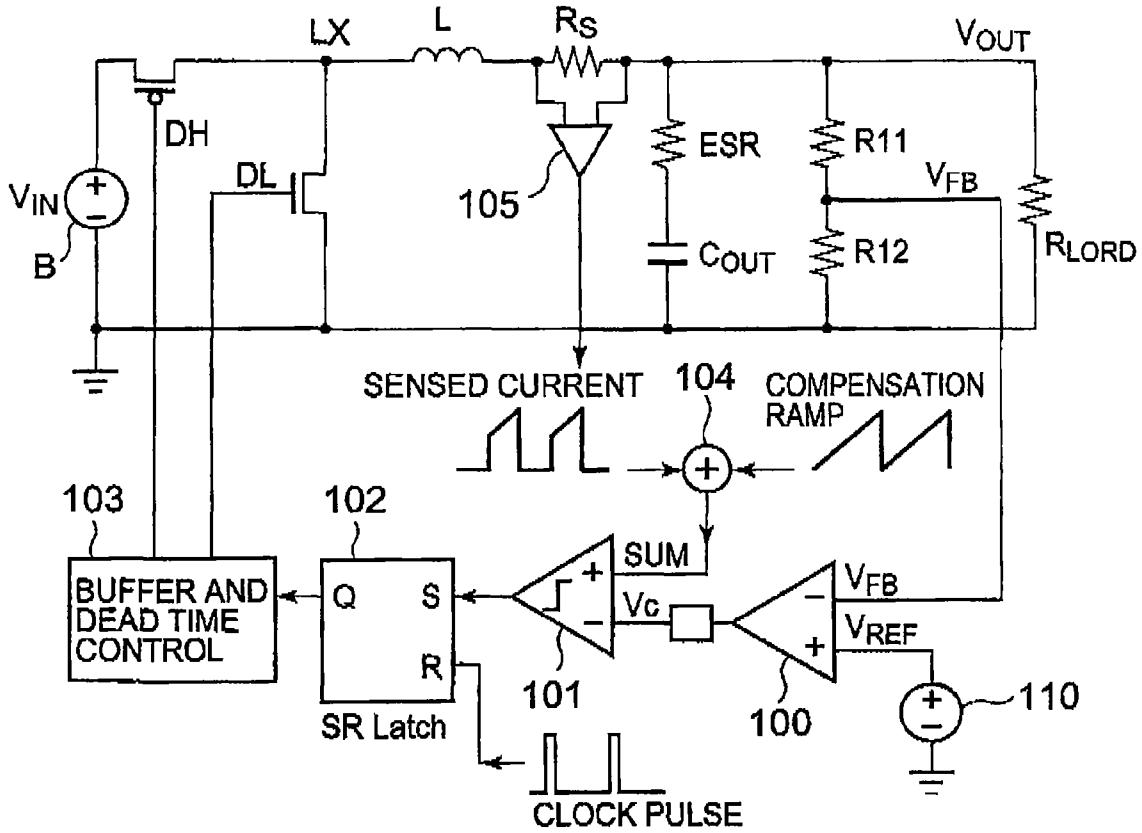 LX
L
RS
VOUT
DH
DL
VIN
+
−
B
105
ESR
COUT
R11
VFB
R12
RLORD
SENSED CURRENT
104
COMPENSATION
RAMP
+
103
102
BUFFER AND
DEAD TIME
CONTROL
Q
S
R
SR Latch
SUM
+
Vc
−
101
VFB
−
VREF
+
100
+
−
110
CLOCK PULSE